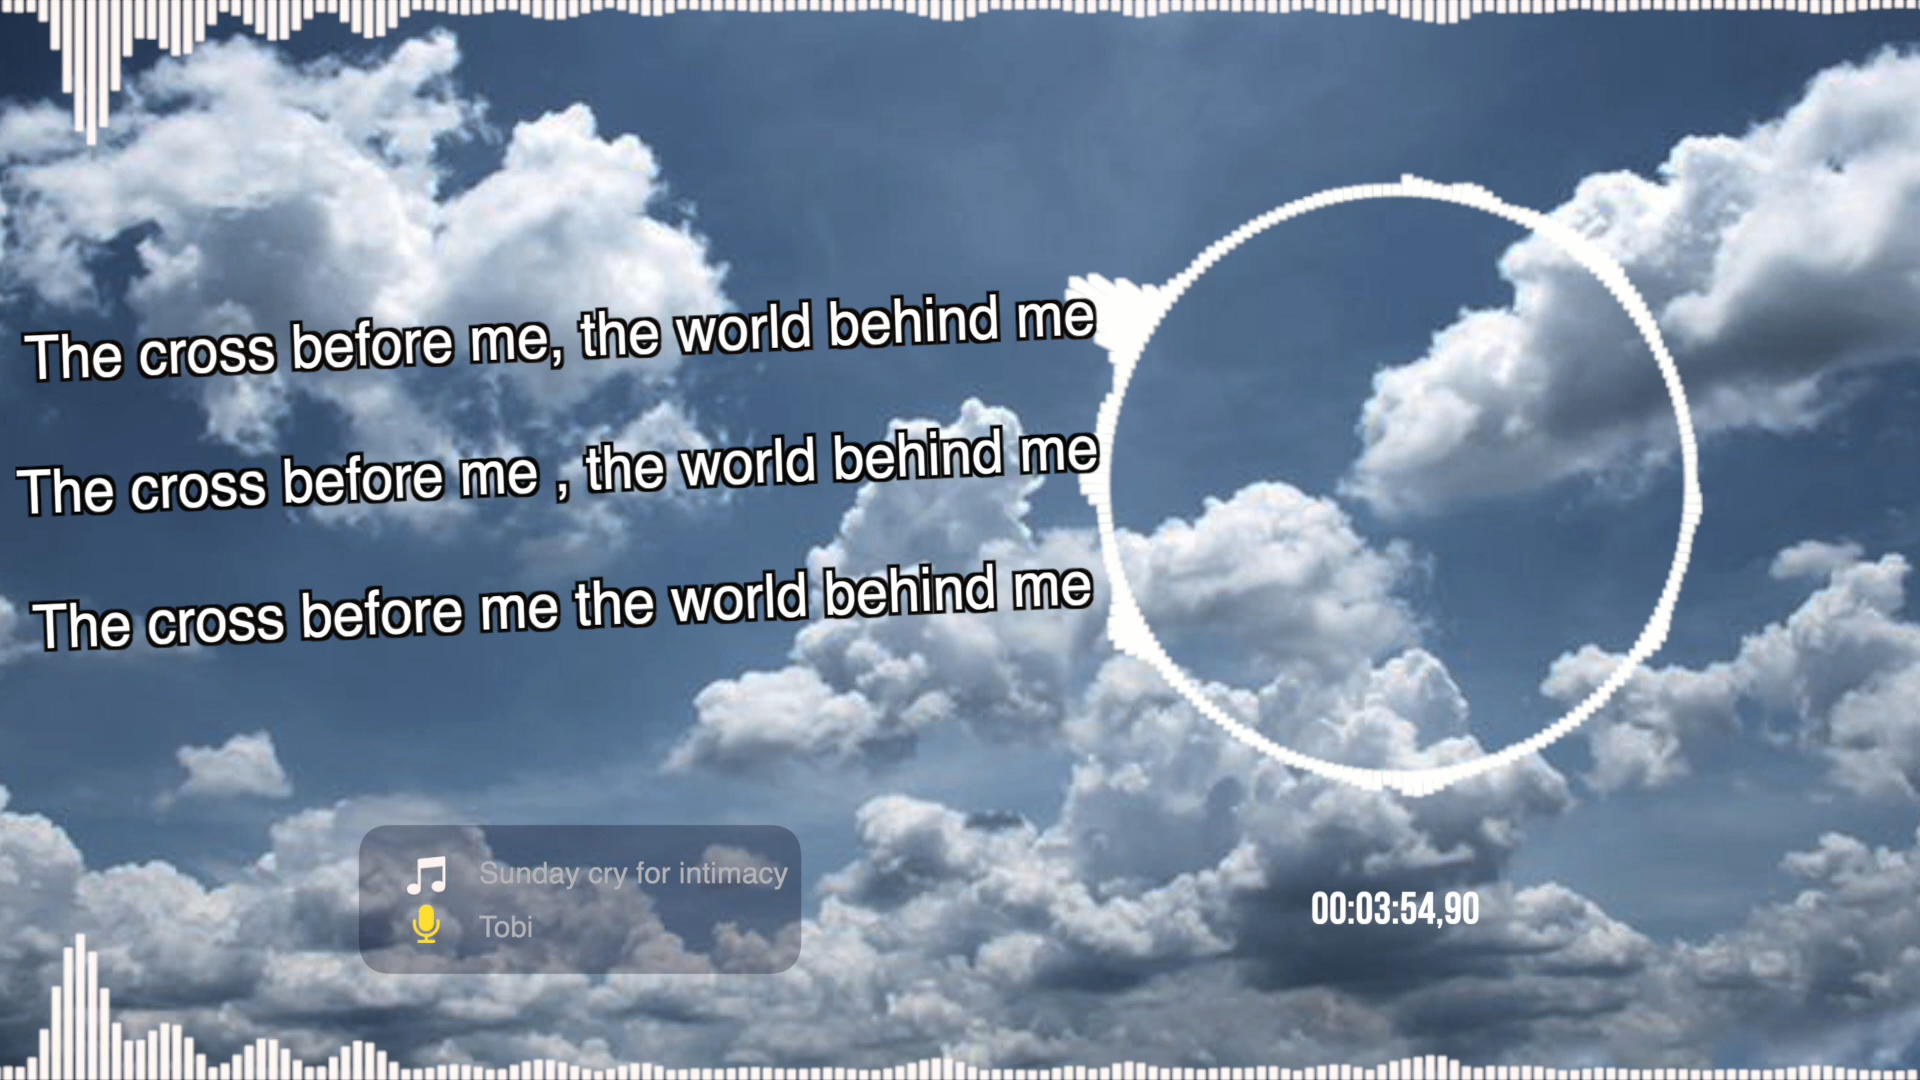 The cross before me, the world behind me
The cross before me , the world behind me
The cross before me the world behind me
Sunday cry for intimacy
Tobi
00:03:54,90